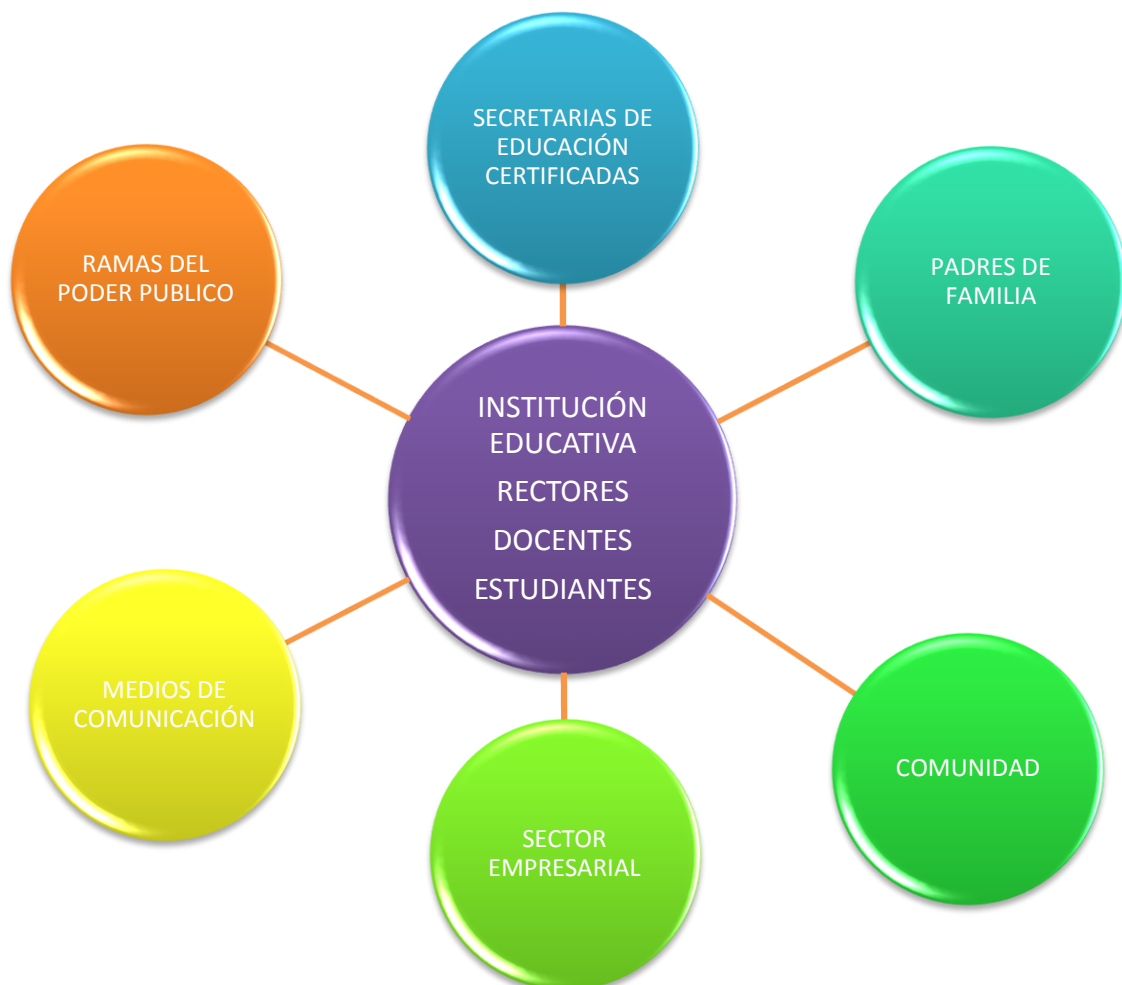 SECRETARIAS DE
EDUCACIÓN
CERTIFICADAS
RAMAS DEL
PODER PUBLICO
PADRES DE
FAMILIA
INSTITUCIÓN
EDUCATIVA
RECTORES
DOCENTES
ESTUDIANTES
MEDIOS DE
COMUNICACIÓN
COMUNIDAD
SECTOR
EMPRESARIAL